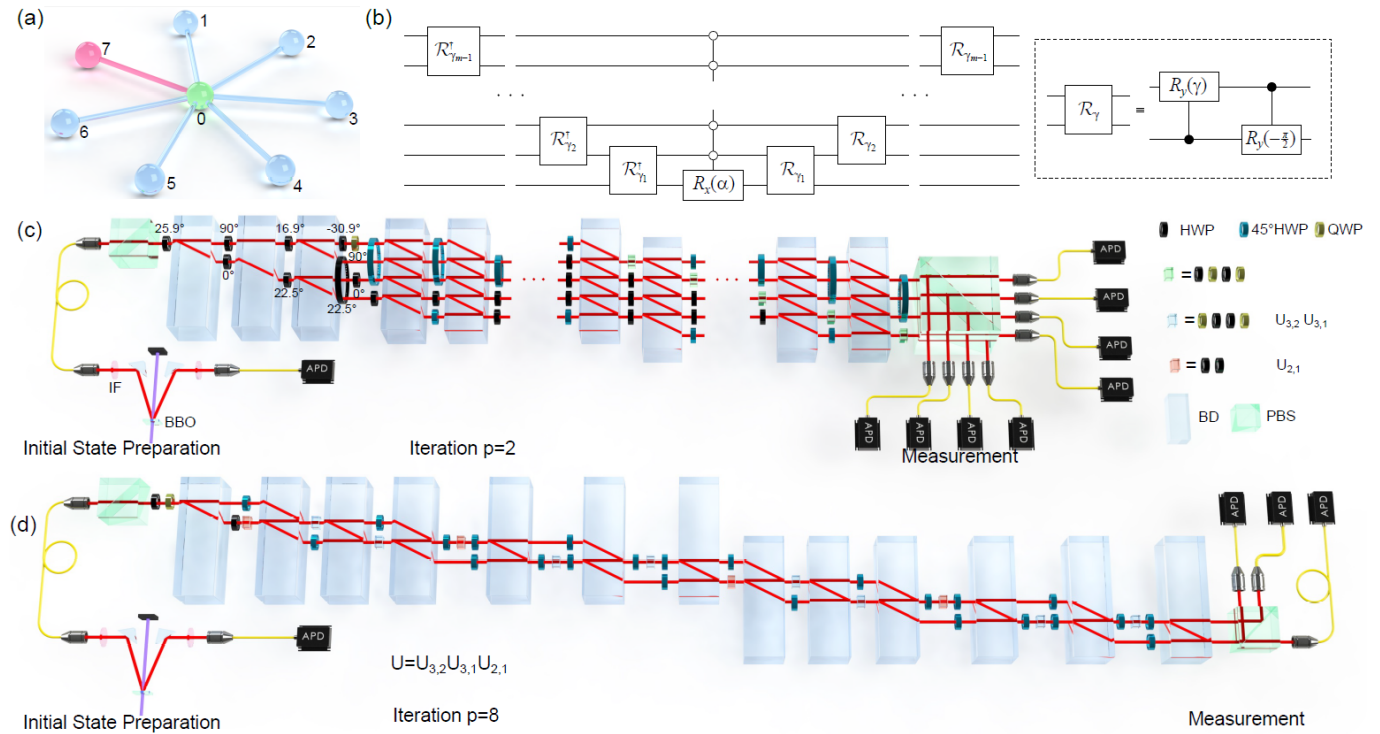 (a)
1
7
2
0
3
6
5
4
(b)
R†γm−1
Rγm−1
· · ·
· · ·
R†γ2
Rγ2
R†γ1
Rx(α)
Rγ1
Rγ
=
Ry(γ)
Ry(−π/2)
(c)
25.9°
90°
16.9°
-30.9°
90°
0°
22.5°
0°
22.5°
IF
BBO
APD
Initial State Preparation
Iteration p=2
APD
APD
APD
APD
APD
APD
APD
APD
Measurement
HWP
45°HWP
QWP
=
=
U3,2 U3,1
=
U2,1
BD
PBS
(d)
APD
Initial State Preparation
U=U3,2U3,1U2,1
Iteration p=8
APD
APD
APD
Measurement